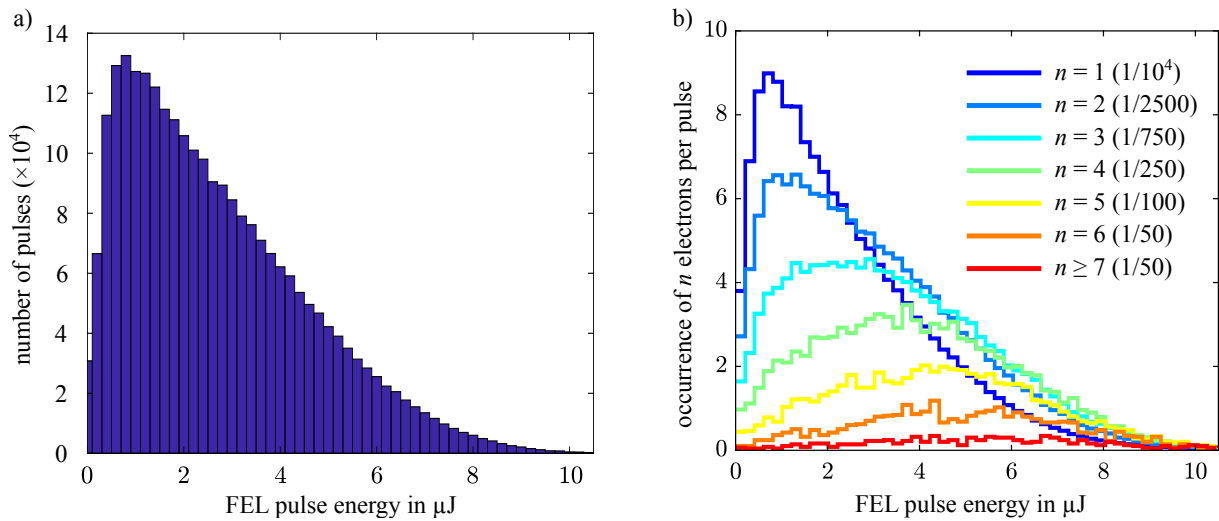 a)
number of pulses (×10⁴)
14
12
10
8
6
4
2
0
0 2 4 6 8 10
FEL pulse energy in µJ
b)
occurrence of n electrons per pulse
10
8
6
4
2
0
n = 1 (1/10⁴)
n = 2 (1/2500)
n = 3 (1/750)
n = 4 (1/250)
n = 5 (1/100)
n = 6 (1/50)
n ≥ 7 (1/50)
0 2 4 6 8 10
FEL pulse energy in µJ